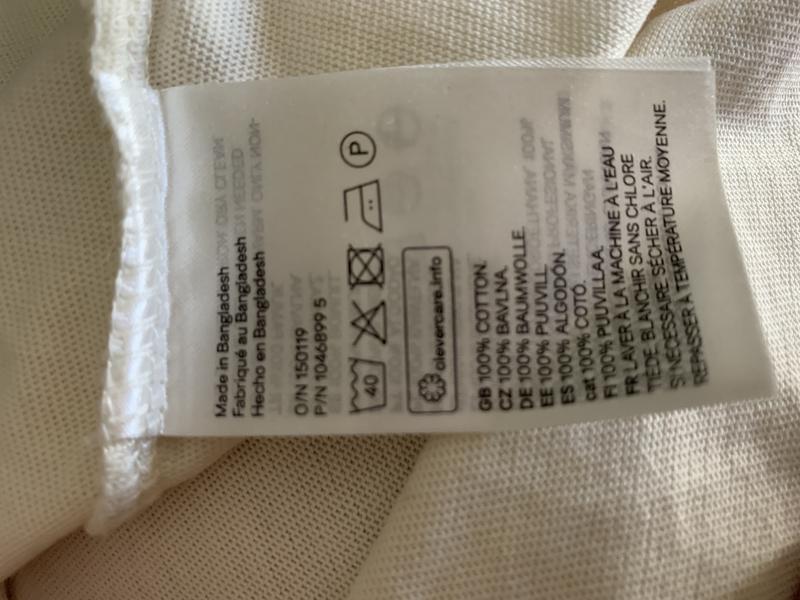 Made in Bangladesh
Fabriqué au Bangladesh
Hecho en Bangladesh
O/N 150119
P/N 1046899 5
40
P
clevercare.info
GB 100% COTTON.
CZ 100% BAVLNA.
DE 100% BAUMWOLLE.
EE 100% PUUVILL.
ES 100% ALGODÓN.
cat 100% COTÓ.
FI 100% PUUVILLAA.
FR LAVER À LA MACHINE À L'EAU
TIÈDE. BLANCHIR SANS CHLORE
SI NÉCESSAIRE. SÉCHER À L'AIR.
REPASSER À TEMPÉRATURE MOYENNE.